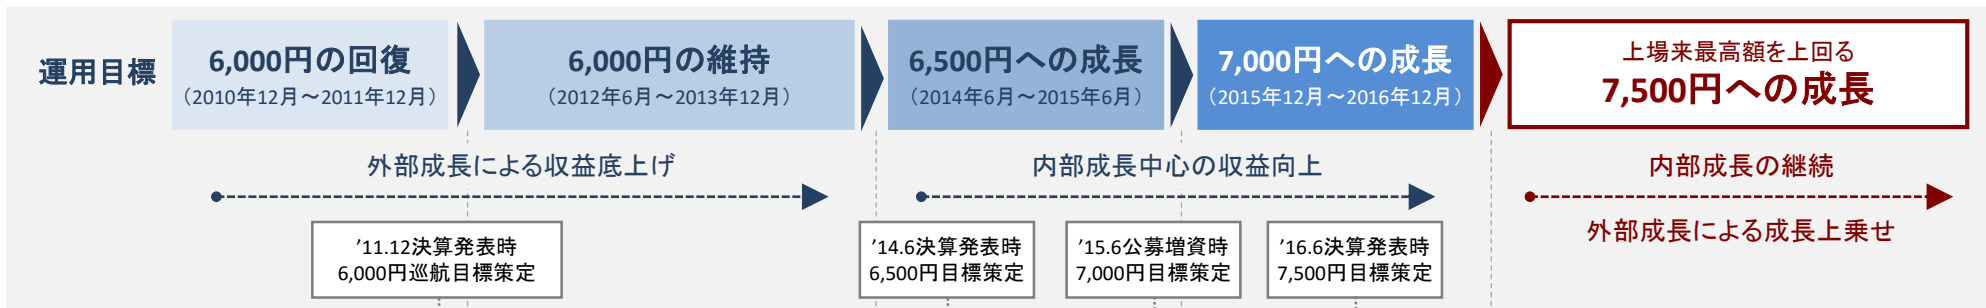 運用目標
6,000円の回復
（2010年12月～2011年12月）
6,000円の維持
（2012年6月～2013年12月）
6,500円への成長
（2014年6月～2015年6月）
7,000円への成長
（2015年12月～2016年12月）
上場来最高額を上回る
7,500円への成長
外部成長による収益底上げ
内部成長中心の収益向上
内部成長の継続
外部成長による成長上乗せ
’11.12決算発表時
6,000円巡航目標策定
’14.6決算発表時
6,500円目標策定
’15.6公募増資時
7,000円目標策定
’16.6決算発表時
7,500円目標策定